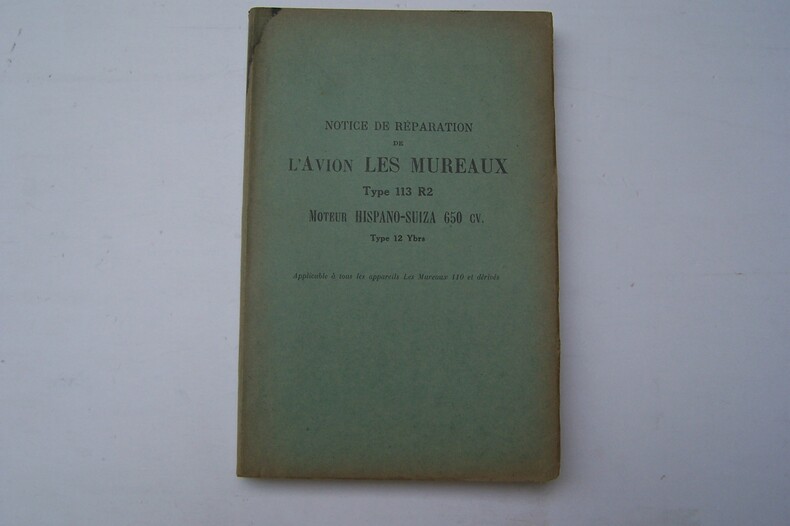 NOTICE DE RÉPARATION
DE
L'AVION LES MUREAUX
Type 113 R2
MOTEUR HISPANO-SUIZA 650 CV.
Type 12 Ybrs
Applicable à tous les appareils Les Mureaux 110 et dérivés